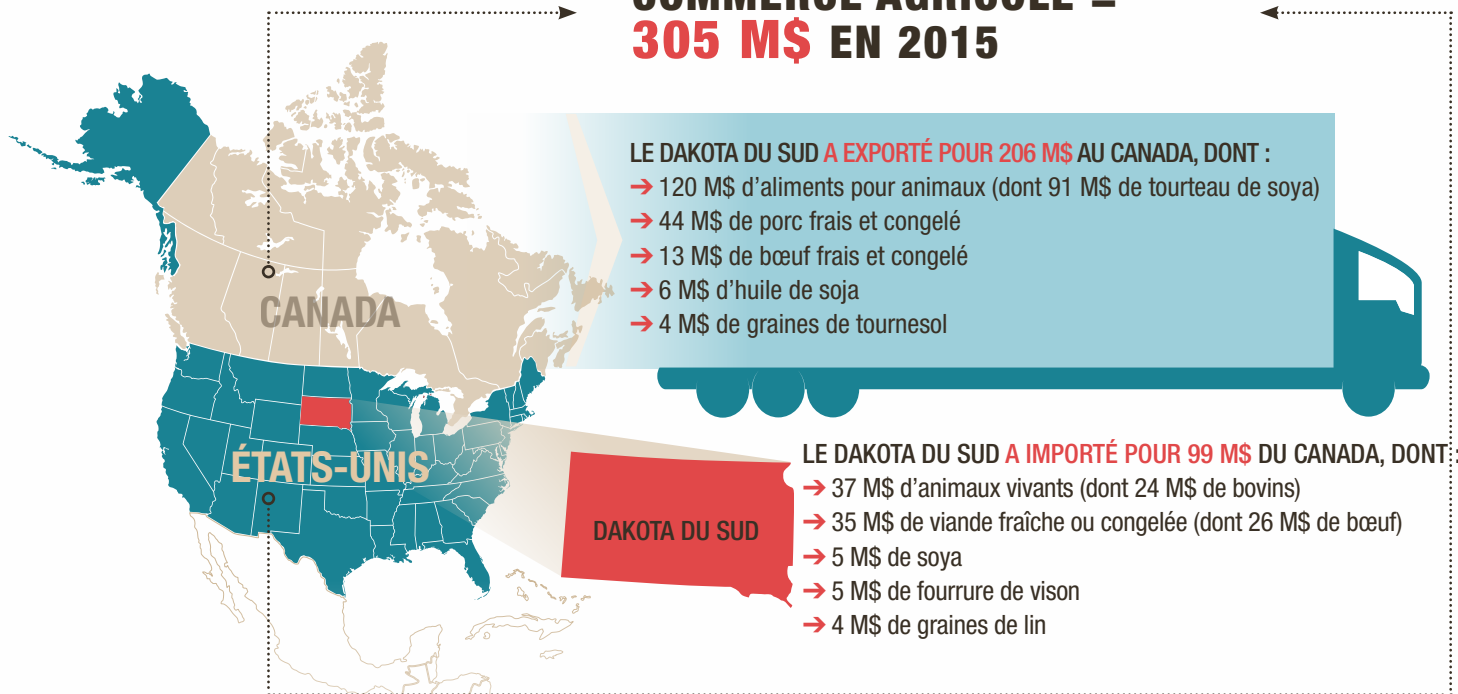 COMMERCE AGRICOLE =
305 M$ EN 2015
LE DAKOTA DU SUD A EXPORTÉ POUR 206 M$ AU CANADA, DONT :
→ 120 M$ d'aliments pour animaux (dont 91 M$ de tourteau de soya)
→ 44 M$ de porc frais et congelé
→ 13 M$ de bœuf frais et congelé
→ 6 M$ d'huile de soja
→ 4 M$ de graines de tournesol
CANADA
ÉTATS-UNIS
DAKOTA DU SUD
LE DAKOTA DU SUD A IMPORTÉ POUR 99 M$ DU CANADA, DONT :
→ 37 M$ d'animaux vivants (dont 24 M$ de bovins)
→ 35 M$ de viande fraîche ou congelée (dont 26 M$ de bœuf)
→ 5 M$ de soya
→ 5 M$ de fourrure de vison
→ 4 M$ de graines de lin